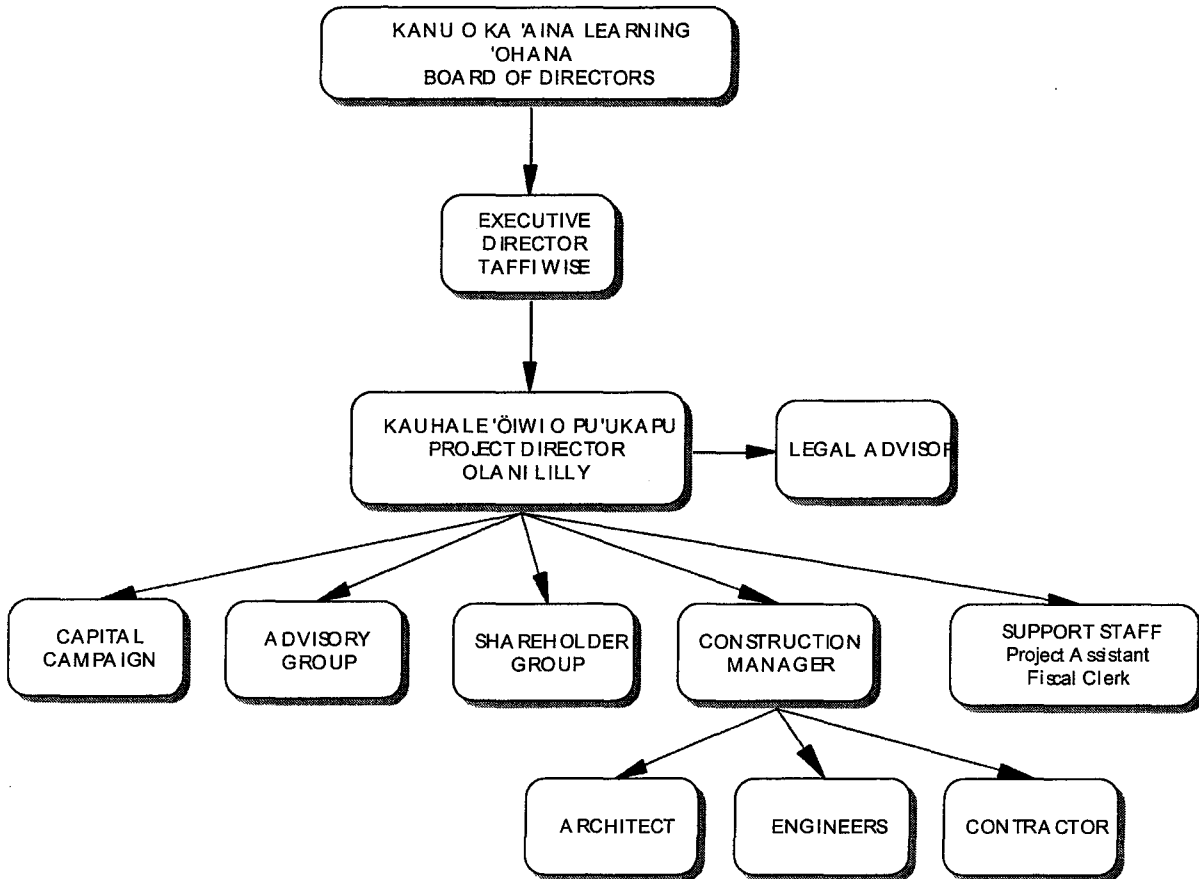 KANU O KA 'AINA LEARNING
'OHANA
BOARD OF DIRECTORS
EXECUTIVE
DIRECTOR
TAFFI WISE
KAUHALE 'ÖIWI O PU'UKAPU
PROJECT DIRECTOR
OLANI LILLY
LEGAL ADVISOR
CAPITAL
CAMPAIGN
ADVISORY
GROUP
SHAREHOLDER
GROUP
CONSTRUCTION
MANAGER
SUPPORT STAFF
Project Assistant
Fiscal Clerk
ARCHITECT
ENGINEERS
CONTRACTOR